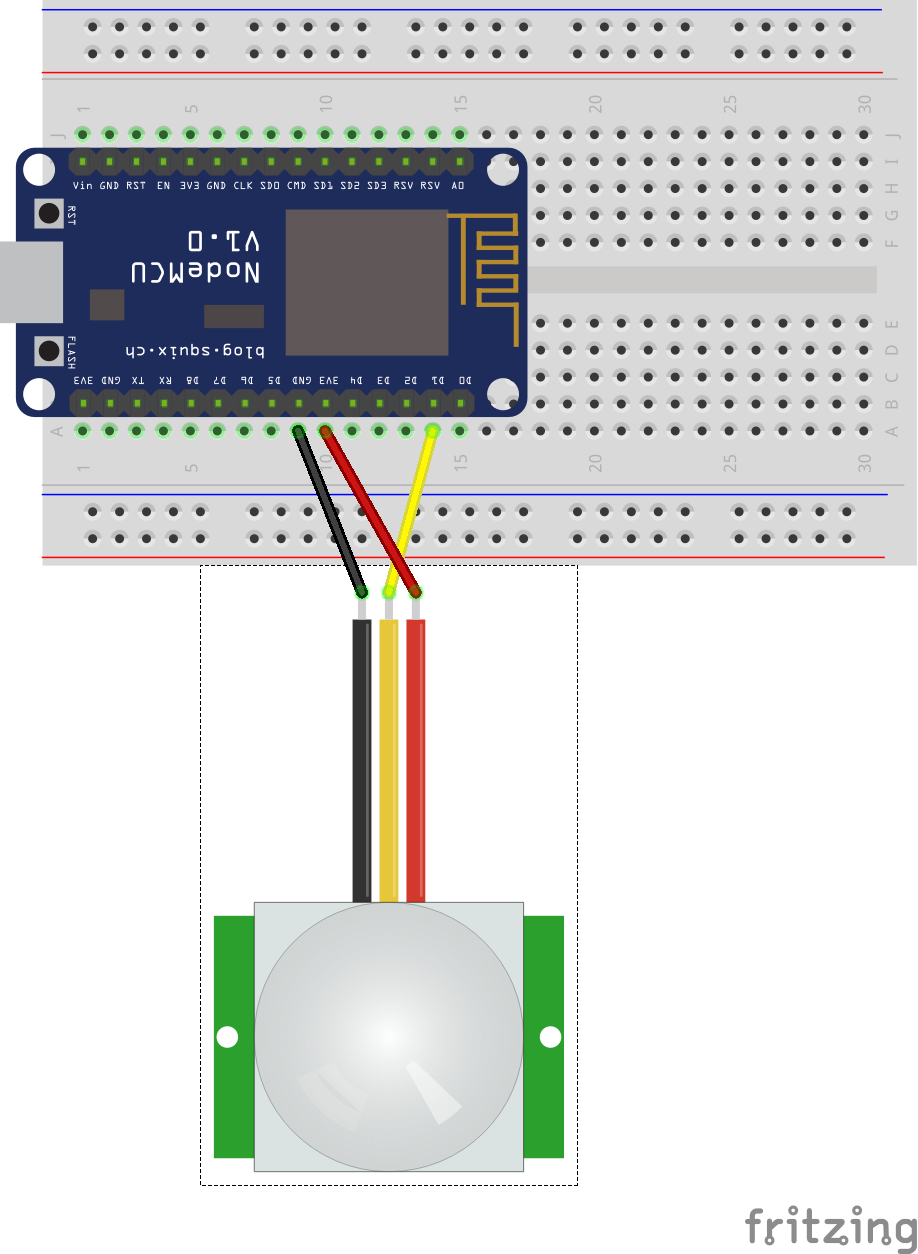 1 5 10 15 20 25 30
J J
I
H
G
F
Vin GND RST EN 3V3 GND CLK SD0 CMD SD1 SD2 SD3 RSV RSV A0
RST
NodeMCU
V1.0
FLASH
blog.squix.ch
3V3 GND TX RX D8 D7 D6 D5 GND 3V3 D4 D3 D2 D1 D0
E
D
C
B
A A
1 5 10 15 20 25 30
fritzing